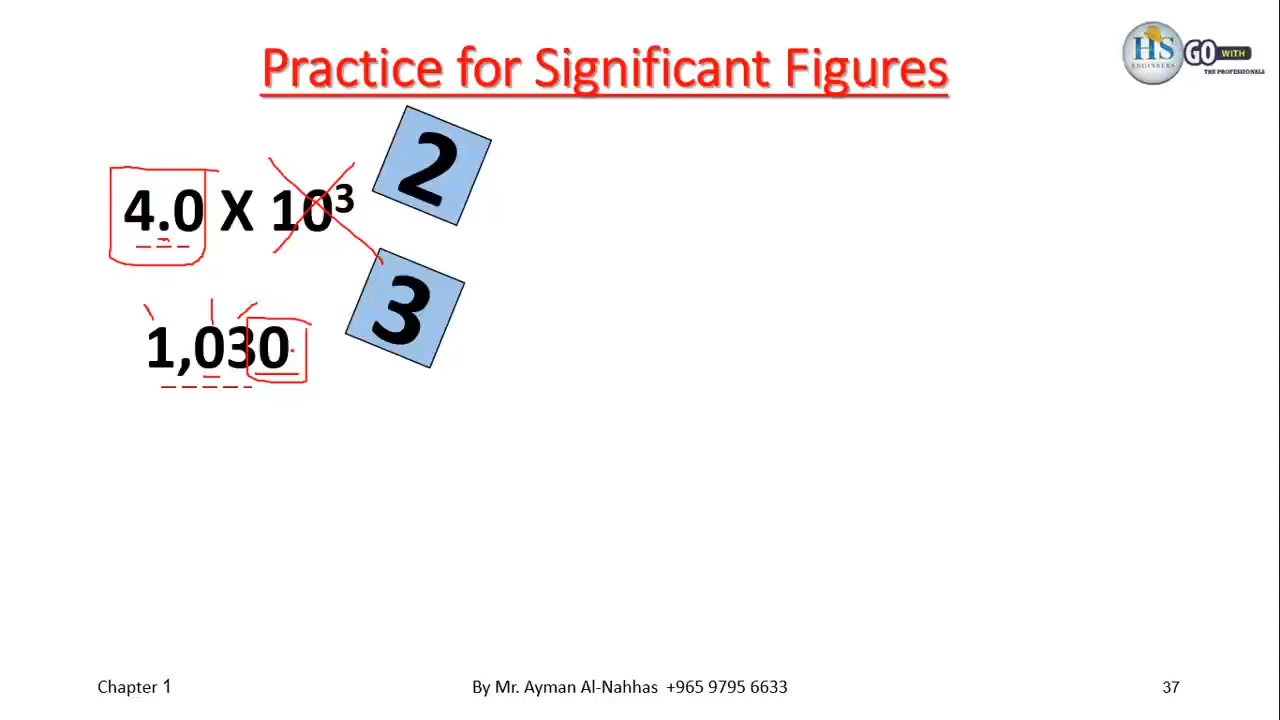 Practice for Significant Figures
HS
ENGINEERS
GO WITH
THE PROFESSIONALS
4.0 X 10³
2
1,030
3
Chapter 1
By Mr. Ayman Al-Nahhas +965 9795 6633
37